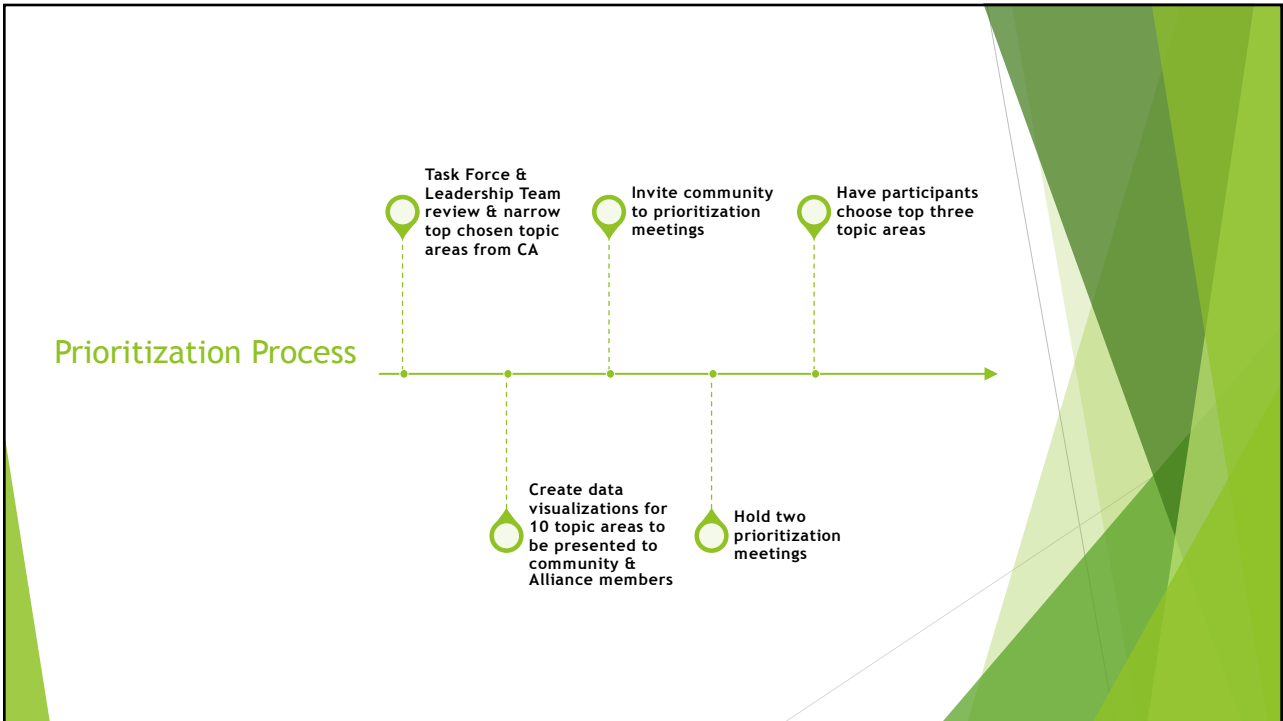 Prioritization Process
Task Force &
Leadership Team
review & narrow
top chosen topic
areas from CA
Create data
visualizations for
10 topic areas to
be presented to
community &
Alliance members
Invite community
to prioritization
meetings
Hold two
prioritization
meetings
Have participants
choose top three
topic areas